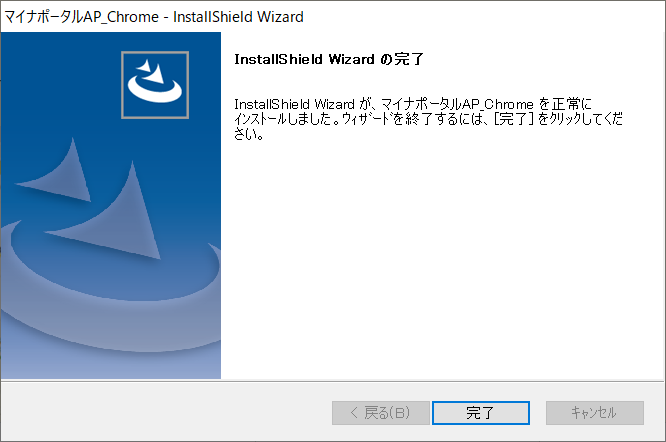 マイナポータルAP_Chrome - InstallShield Wizard
InstallShield Wizard の完了
InstallShield Wizard が、マイナポータルAP_Chrome を正常に
インストールしました。ウィザードを終了するには、[完了]をクリックしてくだ
さい。
< 戻る(B)
完了
キャンセル